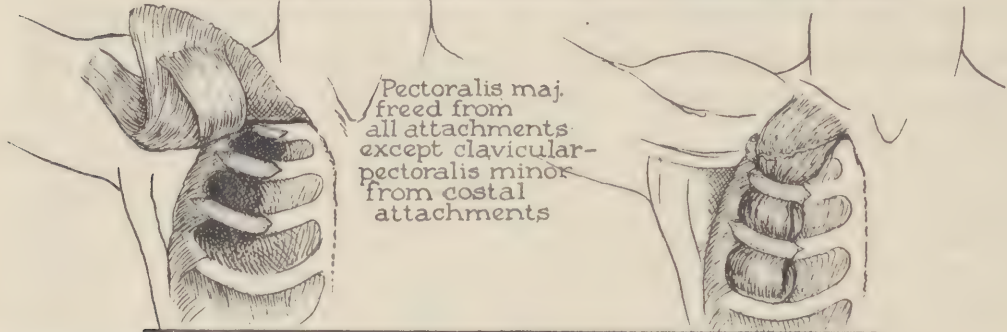 Pectoralis maj.
freed from
all attachments
except clavicular-
pectoralis minor
from costal
attachments